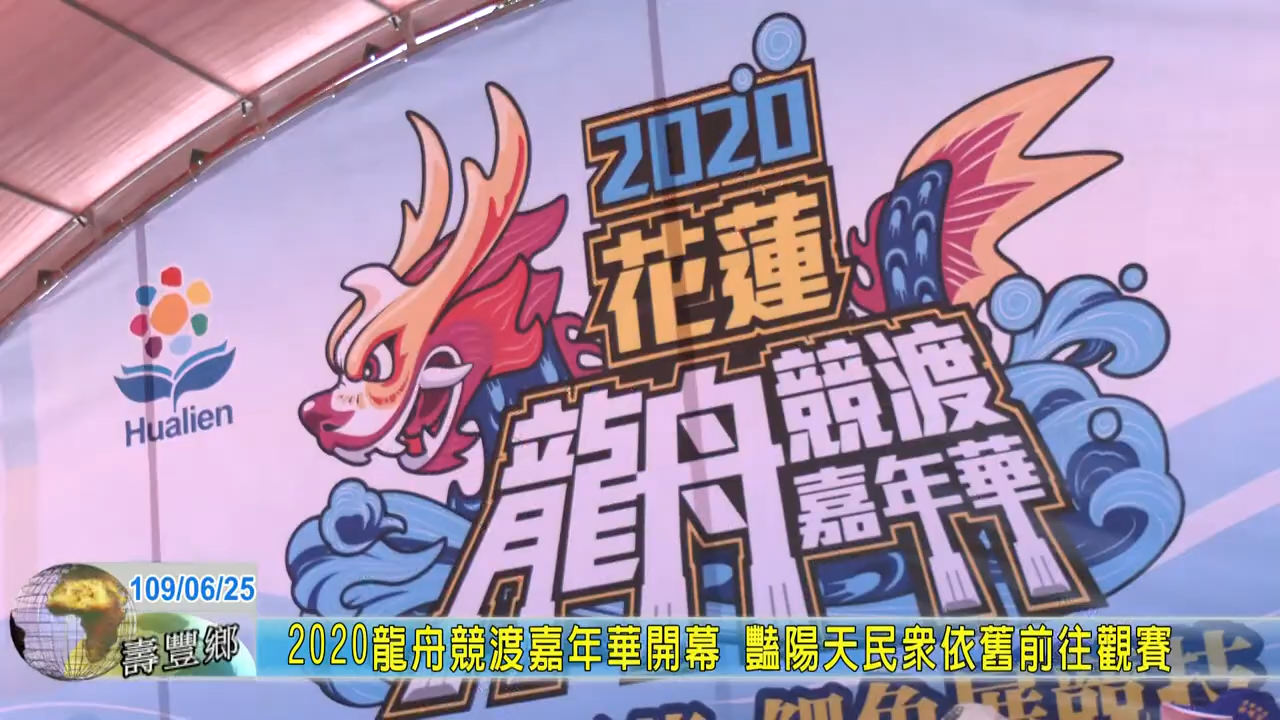 2020
花蓮
龍舟競渡
嘉年華
Hualien
109/06/25
壽豐鄉
2020龍舟競渡嘉年華開幕 豔陽天民眾依舊前往觀賽